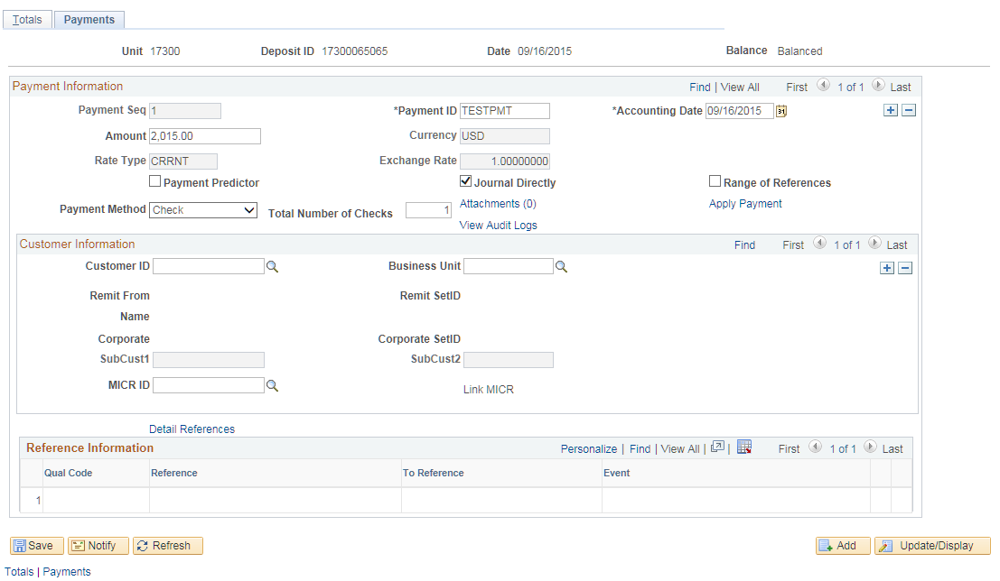 Totals Payments
Unit 17300 Deposit ID 17300065065 Date 09/16/2015 Balance Balanced
Payment Information Find | View All First 1 of 1 Last
Payment Seq 1 *Payment ID TESTPMT *Accounting Date 09/16/2015
Amount 2,015.00 Currency USD
Rate Type CRRNT Exchange Rate 1.00000000
Payment Predictor Journal Directly Range of References
Payment Method Check Total Number of Checks 1 Attachments (0) Apply Payment
View Audit Logs
Customer Information Find First 1 of 1 Last
Customer ID Business Unit
Remit From Remit SetID
Name
Corporate Corporate SetID
SubCust1 SubCust2
MICR ID Link MICR
Detail References
Reference Information Personalize | Find | View All | | First 1 of 1 Last
Qual Code Reference To Reference Event
1
Save Notify Refresh Add Update/Display
Totals | Payments